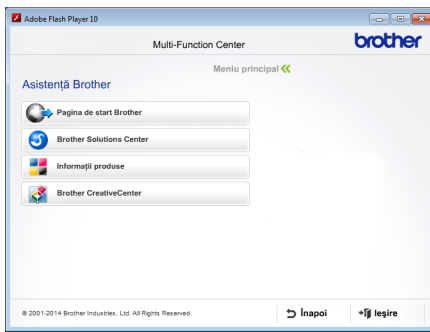 Adobe Flash Player 10
Multi-Function Center
brother
Meniu principal
Asistență Brother
Pagina de start Brother
Brother Solutions Center
Informații produse
Brother CreativeCenter
© 2001-2014 Brother Industries, Ltd. All Rights Reserved.
Înapoi
Ieșire